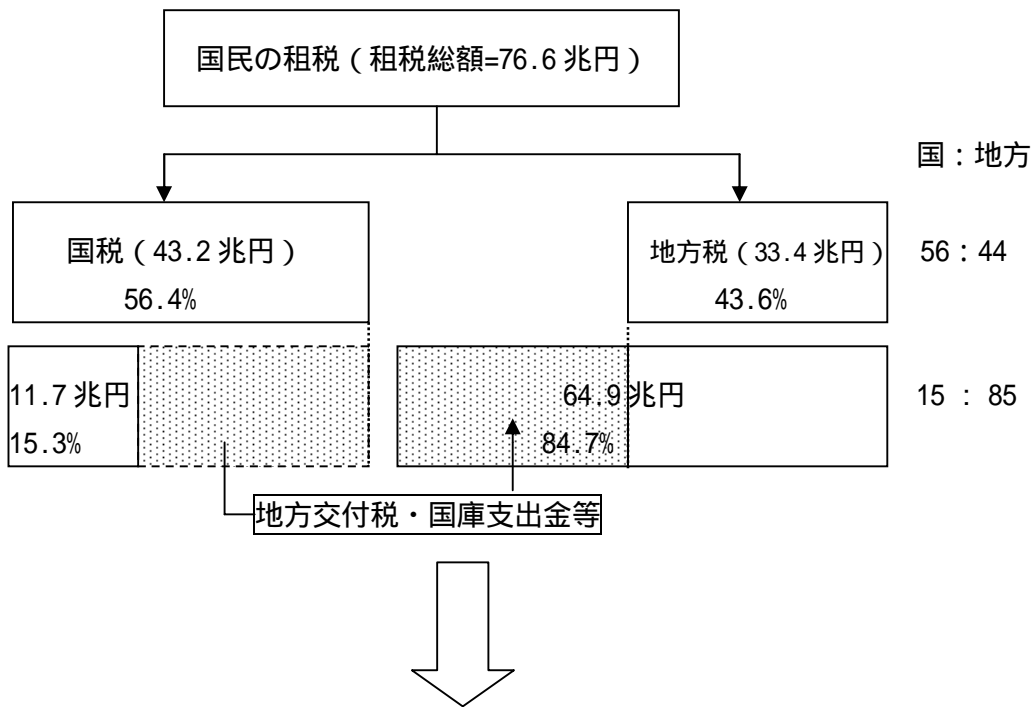 国民の租税（租税総額=76.6 兆円）
国：地方
国税（43.2 兆円）
56.4%
地方税（33.4 兆円）
43.6%
56：44
11.7 兆円
15.3%
64.9 兆円
84.7%
15 ： 85
地方交付税・国庫支出金等